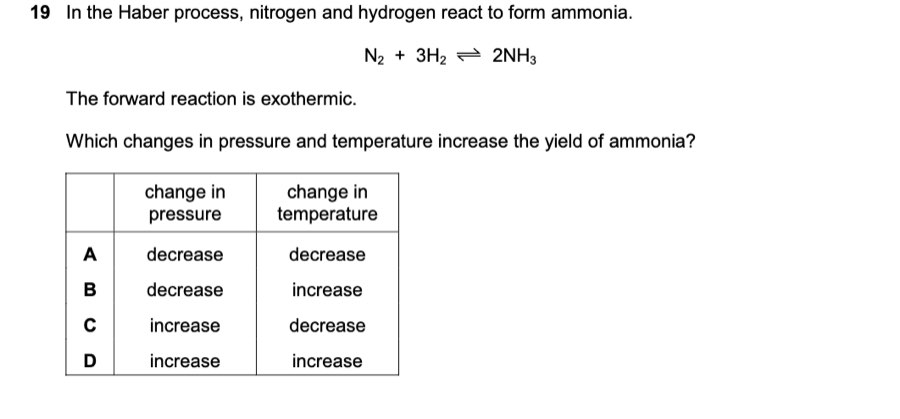 19 In the Haber process, nitrogen and hydrogen react to form ammonia.
N₂ + 3H₂ ⇌ 2NH₃
The forward reaction is exothermic.
Which changes in pressure and temperature increase the yield of ammonia?
change in pressure change in temperature
A decrease decrease
B decrease increase
C increase decrease
D increase increase